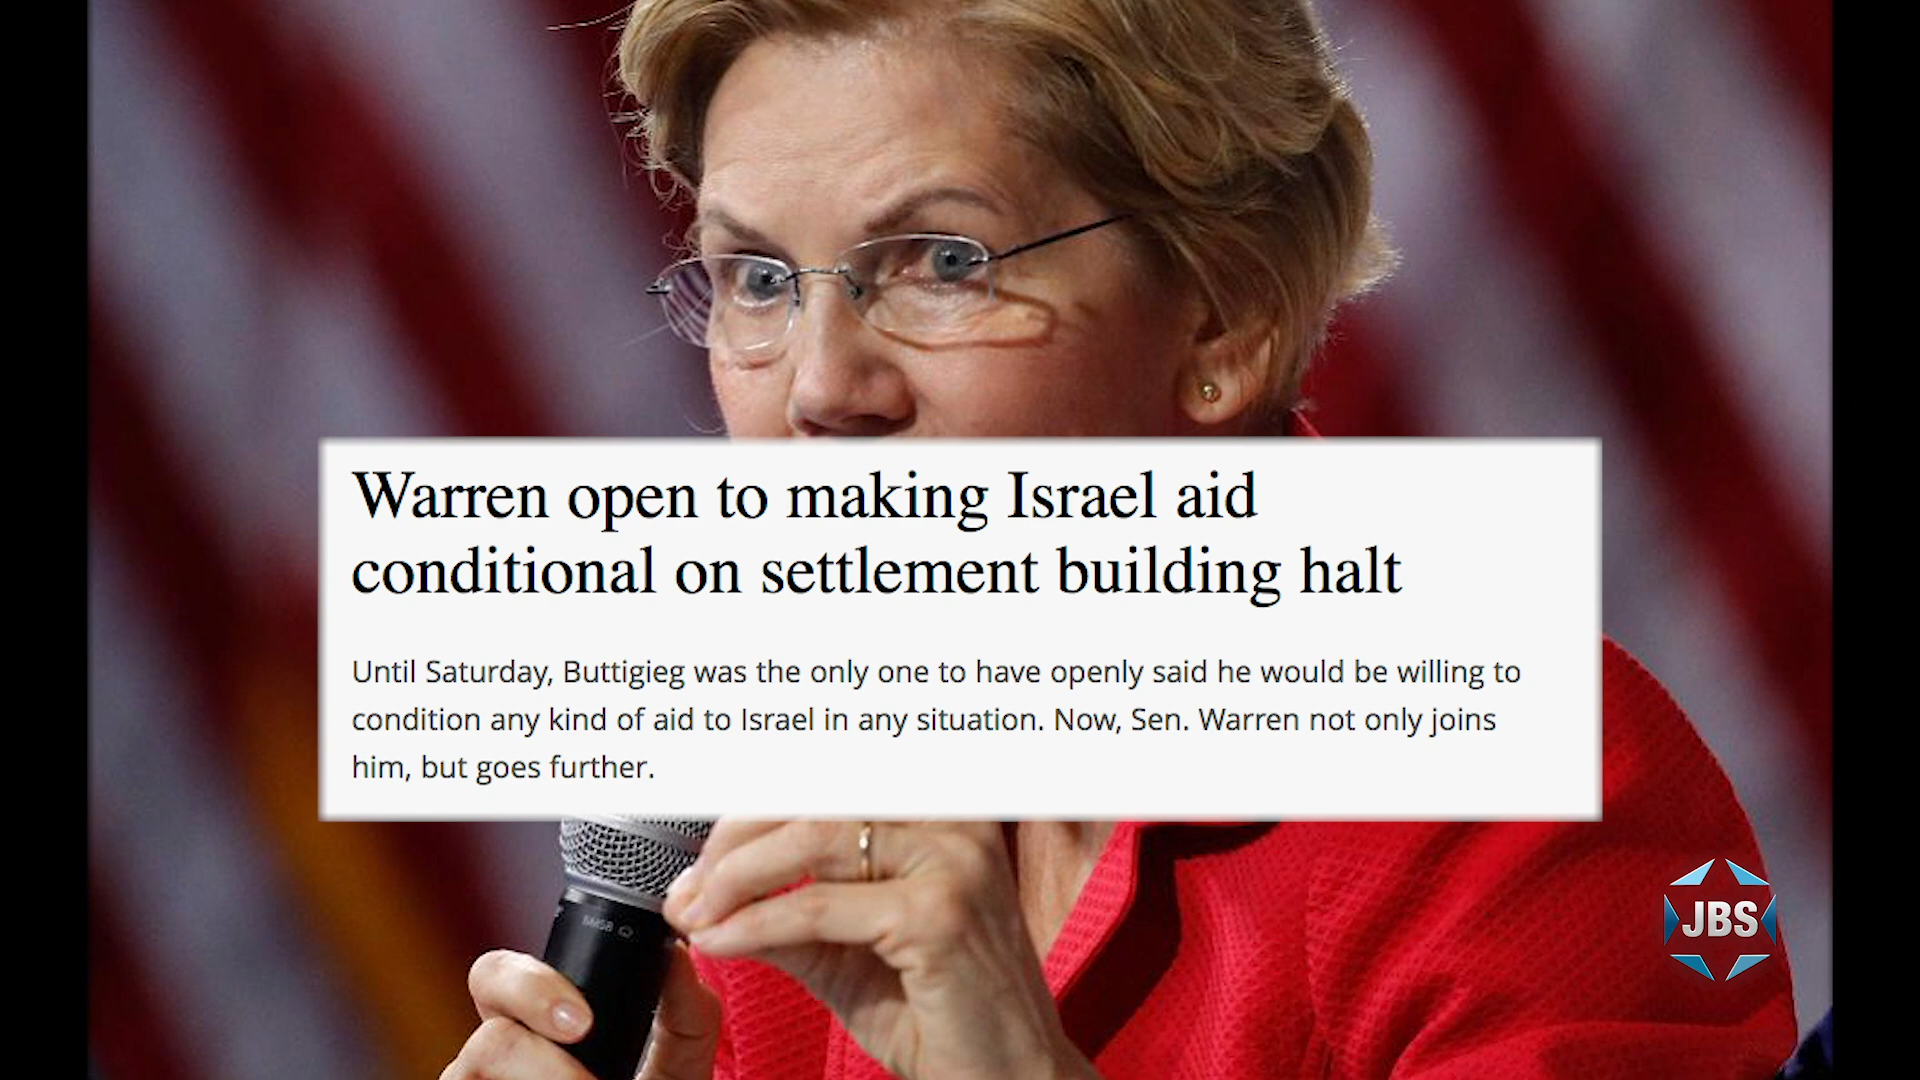 Warren open to making Israel aid
conditional on settlement building halt
Until Saturday, Buttigieg was the only one to have openly said he would be willing to
condition any kind of aid to Israel in any situation. Now, Sen. Warren not only joins
him, but goes further.
JBS